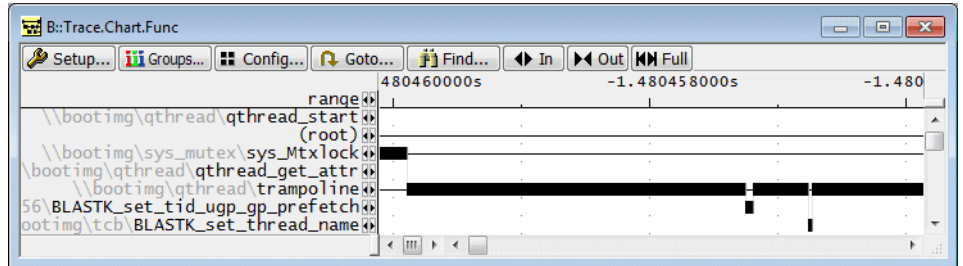 B::Trace.Chart.Func
Setup... Groups... Config... Goto... Find... In Out Full
480460000s -1.480458000s -1.480
range
\\bootimg\qthread\qthread_start
(root)
\\bootimg\sys_mutex\sys_Mtxlock
\bootimg\qthread\qthread_get_attr
\\bootimg\qthread\trampoline
56\BLASTK_set_tid_ugp_gp_prefetch
ootimg\tcb\BLASTK_set_thread_name